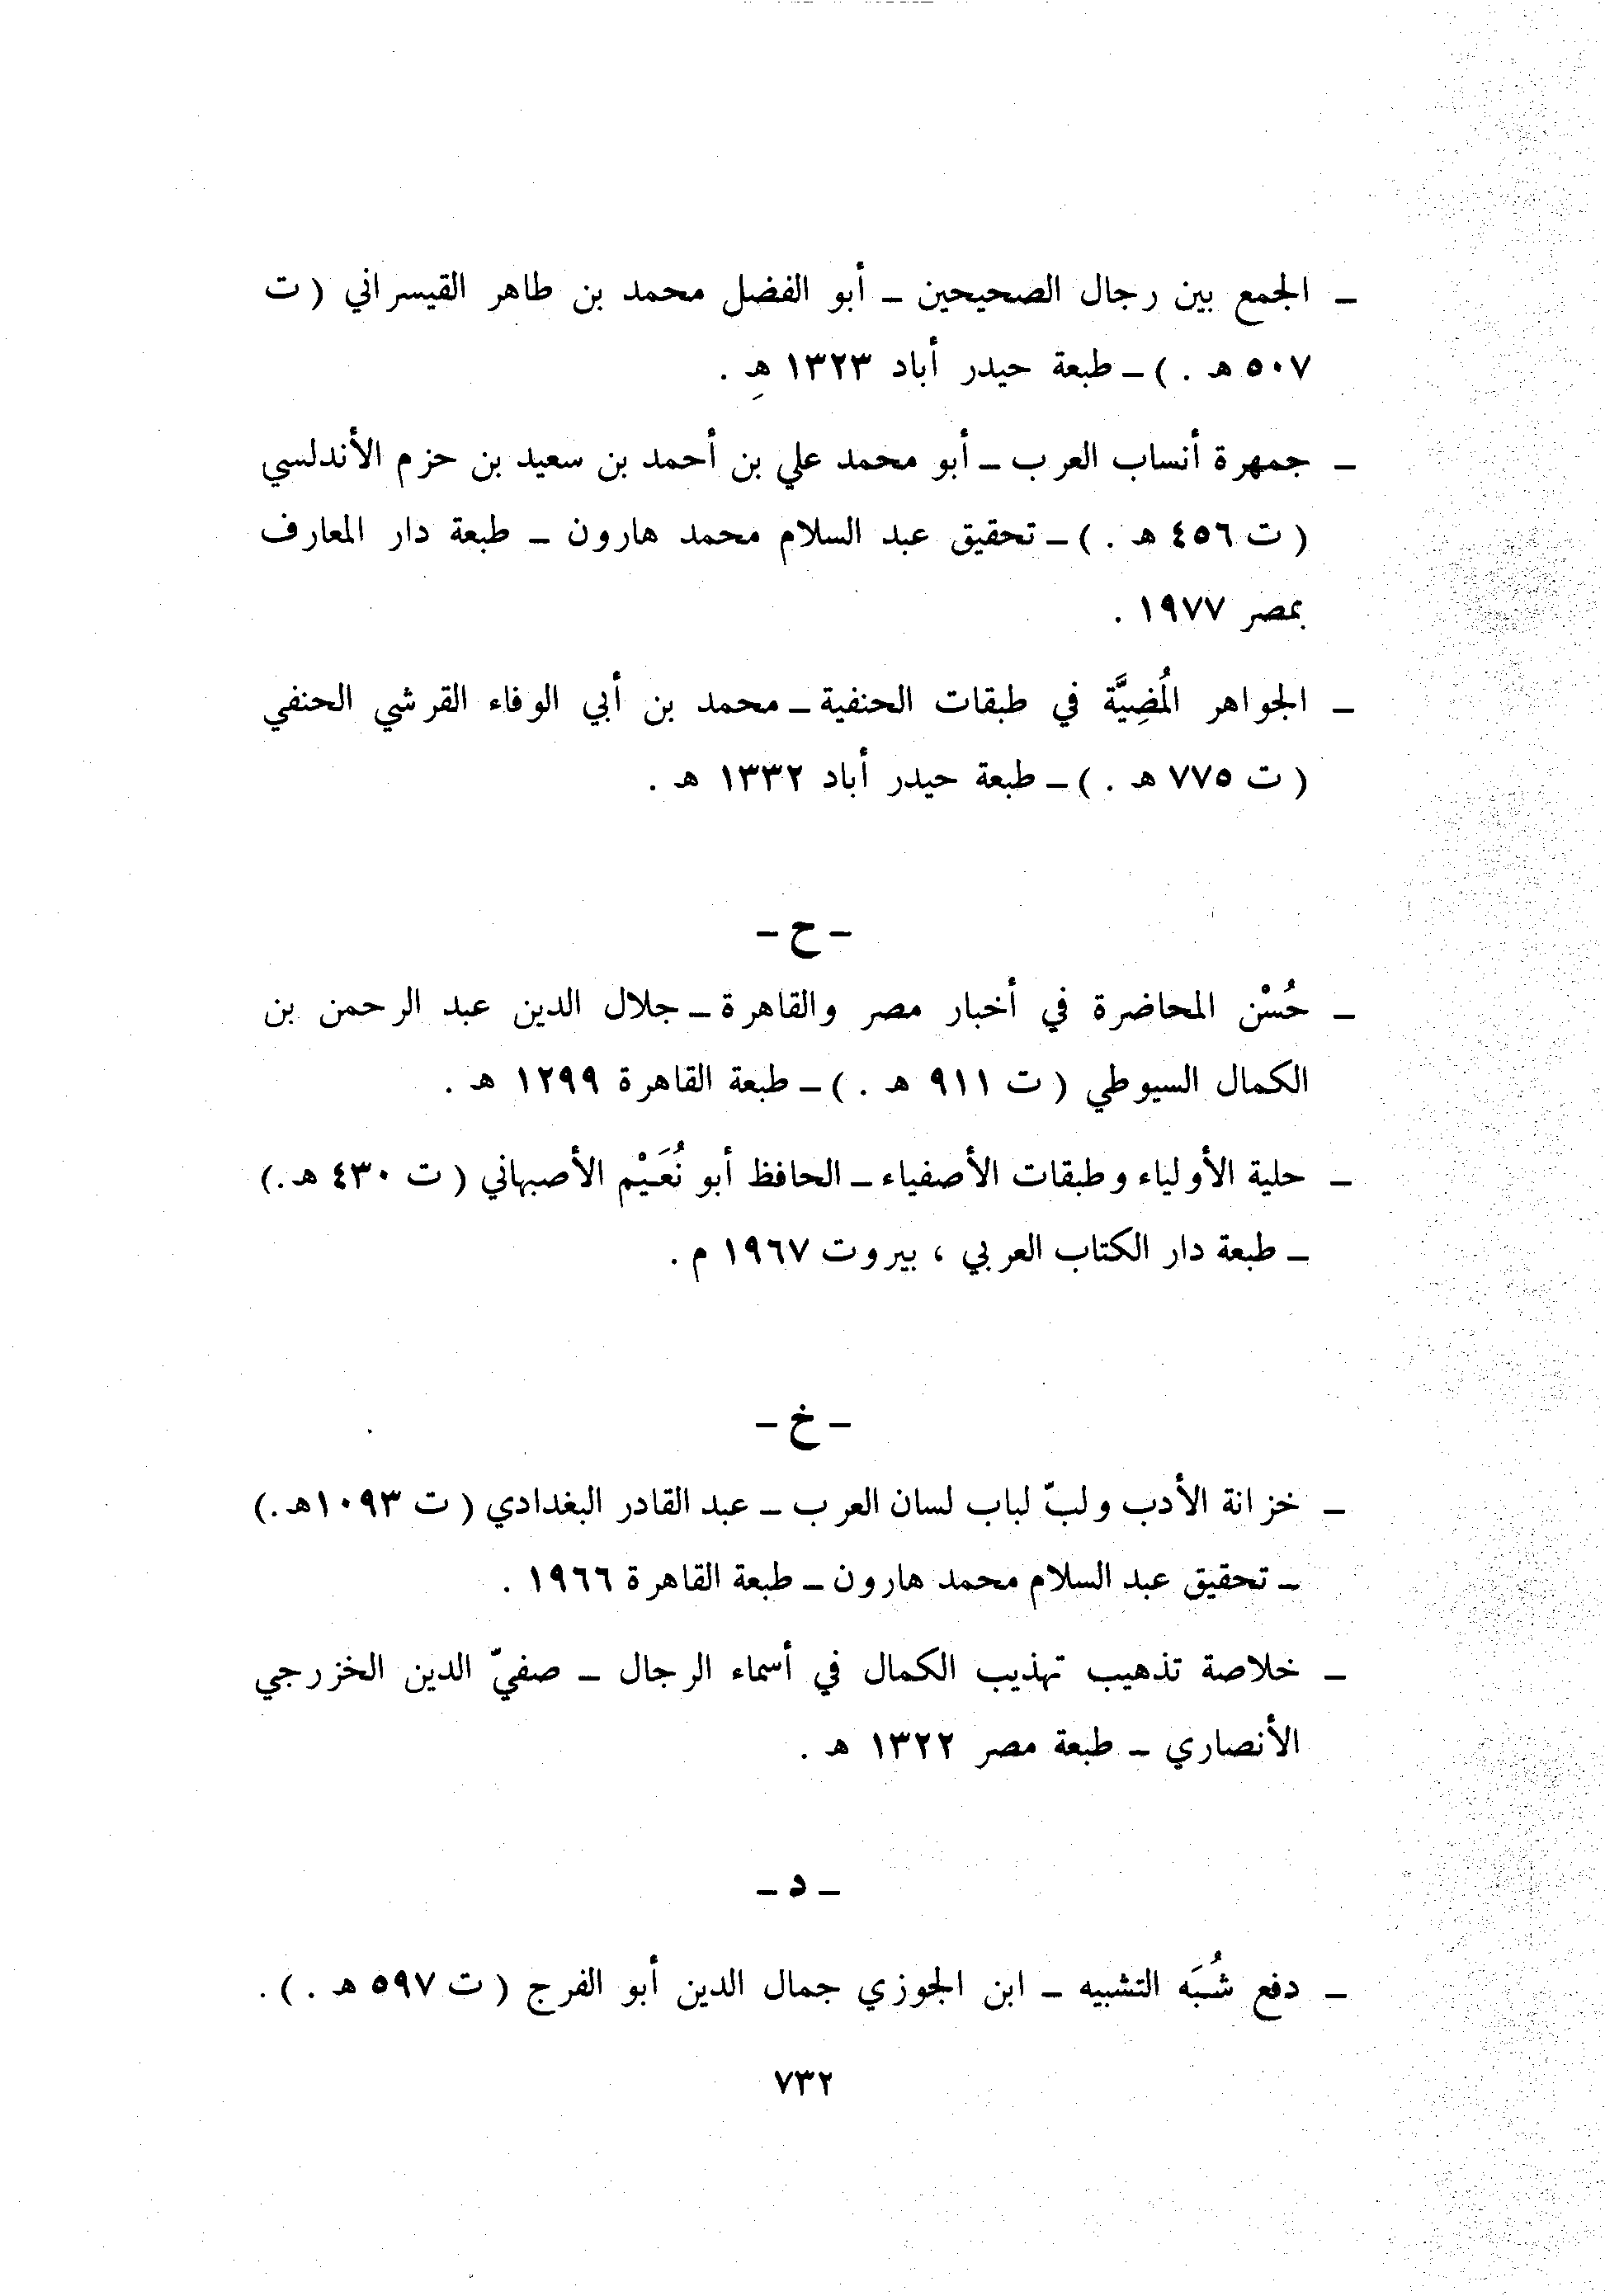 ـ الجمع بين رجال الصحيحين ـ أبو الفضل محمد بن طاهر القيسراني ( ت
٥٠٧ هـ . ) ـ طبعة حيدر أباد ١٣٢٣ هـِ .
ـ جمهرة أنساب العرب ـ أبو محمد علي بن أحمد بن سعيد بن حزم الأندلسي
( ت ٤٥٦ هـ . ) ـ تحقيق عبد السلام محمد هارون ـ طبعة دار المعارف
بمصر ١٩٧٧ .
ـ الجواهر المُضِيَّة في طبقات الحنفية ـ محمد بن أبي الوفاء القرشي الحنفي
( ت ٧٧٥ هـ . ) ـ طبعة حيدر أباد ١٣٣٢ هـ .
ـ ح ـ
ـ حُسْن المحاضرة في أخبار مصر والقاهرة ـ جلال الدين عبد الرحمن بن
الكمال السيوطي ( ت ٩١١ هـ . ) ـ طبعة القاهرة ١٢٩٩ هـ .
ـ حلية الأولياء وطبقات الأصفياء ـ الحافظ أبو نُعَيْم الأصبهاني ( ت ٤٣٠ هـ. )
ـ طبعة دار الكتاب العربي ، بيروت ١٩٦٧ م .
ـ خ ـ
ـ خزانة الأدب ولبّ لباب لسان العرب ـ عبد القادر البغدادي ( ت ١٠٩٣هـ. )
ـ تحقيق عبد السلام محمد هارون ـ طبعة القاهرة ١٩٦٦ .
ـ خلاصة تذهيب تهذيب الكمال في أسماء الرجال ـ صفيّ الدين الخزرجي
الأنصاري ـ طبعة مصر ١٣٢٢ هـ .
ـ د ـ
ـ دفع شُبَه التشبيه ـ ابن الجوزي جمال الدين أبو الفرج ( ت ٥٩٧ هـ . ) .
٧٣٢